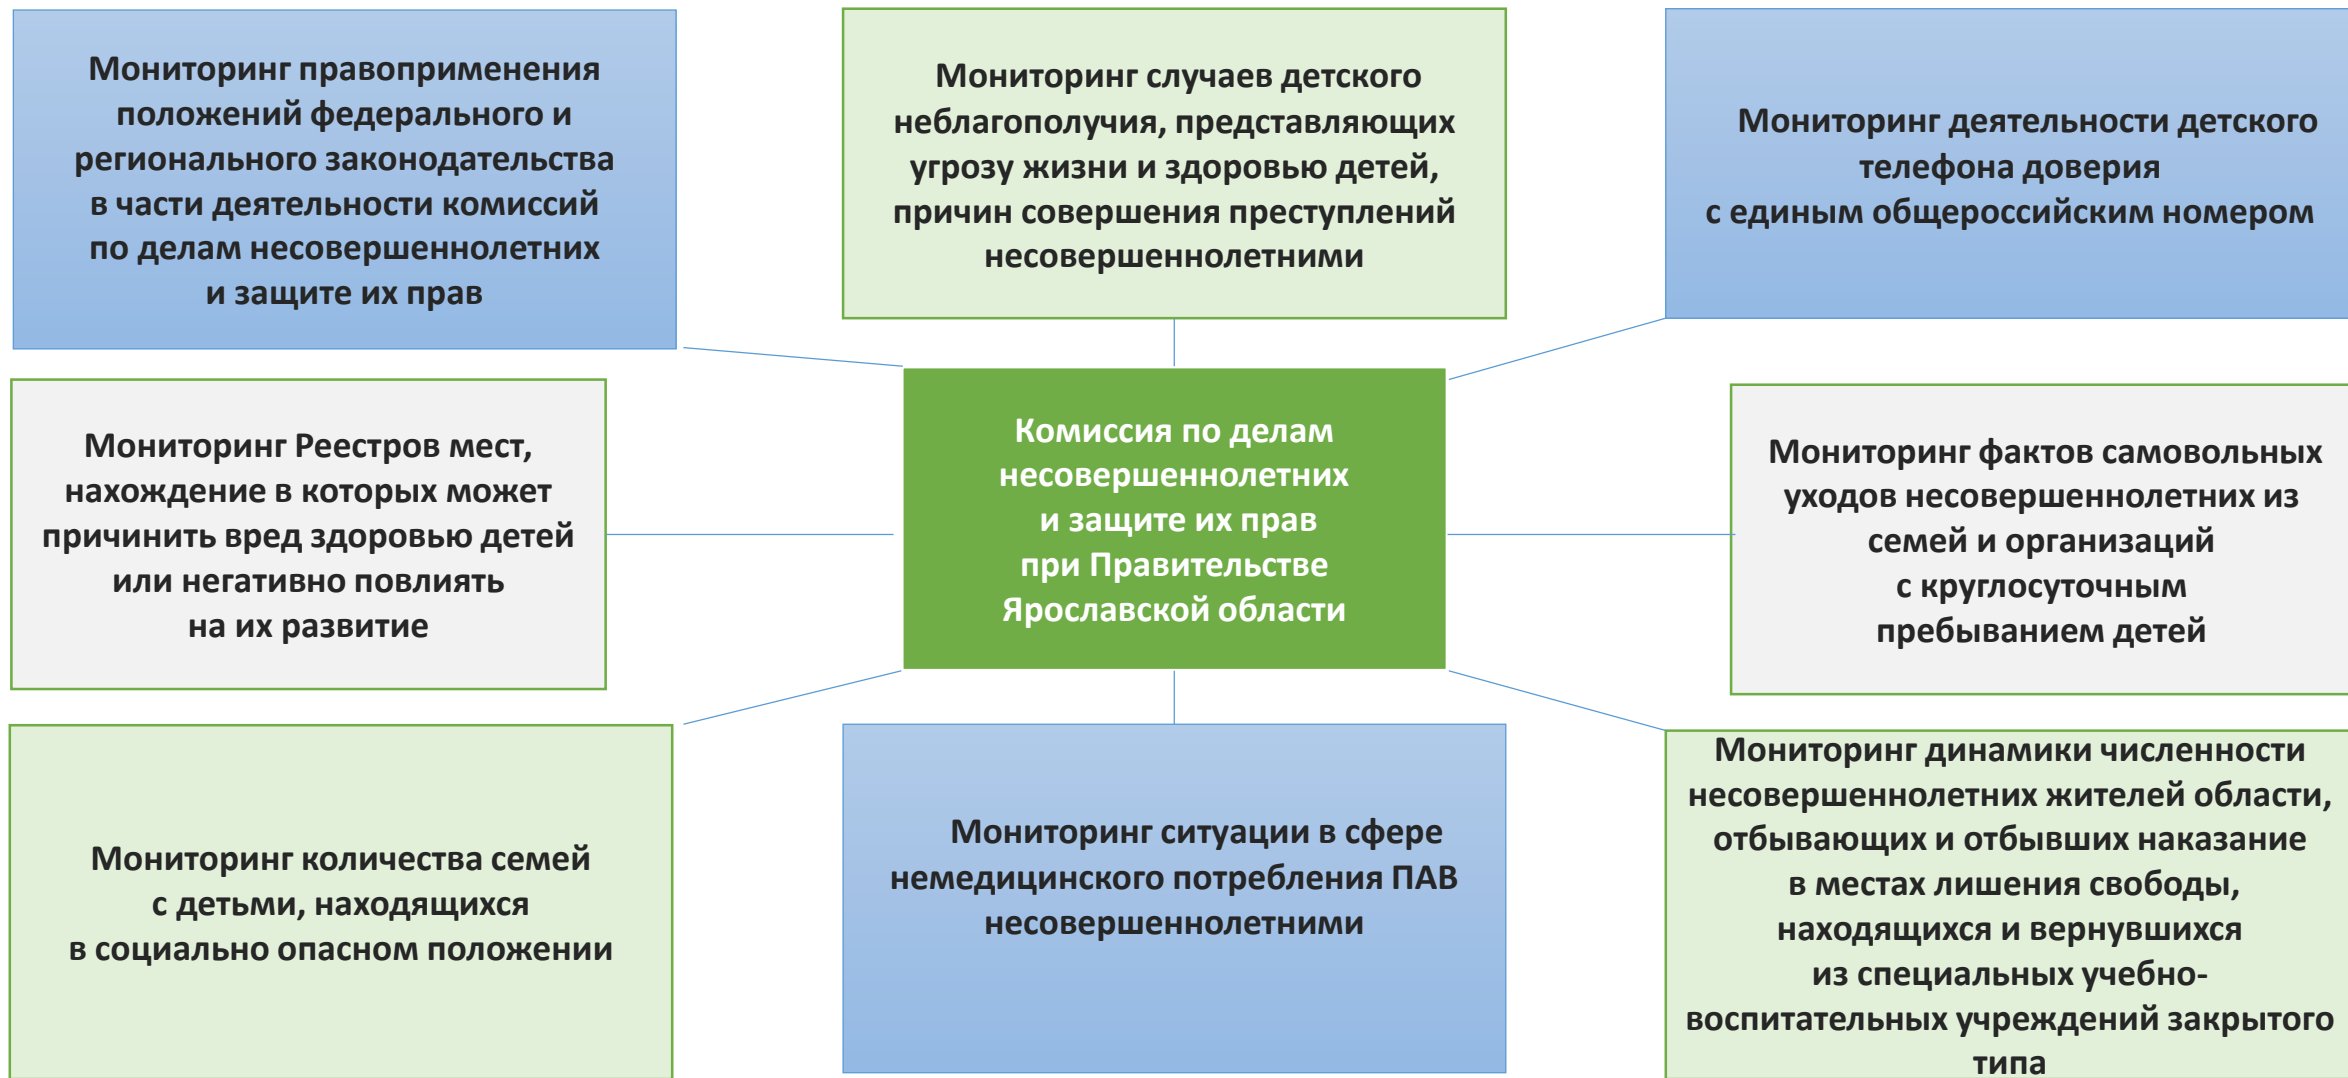 Мониторинг правоприменения
положений федерального и
регионального законодательства
в части деятельности комиссий
по делам несовершеннолетних
и защите их прав
Мониторинг случаев детского
неблагополучия, представляющих
угрозу жизни и здоровью детей,
причин совершения преступлений
несовершеннолетними
Мониторинг деятельности детского
телефона доверия
с единым общероссийским номером
Мониторинг Реестров мест,
нахождение в которых может
причинить вред здоровью детей
или негативно повлиять
на их развитие
Комиссия по делам
несовершеннолетних
и защите их прав
при Правительстве
Ярославской области
Мониторинг фактов самовольных
уходов несовершеннолетних из
семей и организаций
с круглосуточным
пребыванием детей
Мониторинг количества семей
с детьми, находящихся
в социально опасном положении
Мониторинг ситуации в сфере
немедицинского потребления ПАВ
несовершеннолетними
Мониторинг динамики численности
несовершеннолетних жителей области,
отбывающих и отбывших наказание
в местах лишения свободы,
находящихся и вернувшихся
из специальных учебно-
воспитательных учреждений закрытого
типа